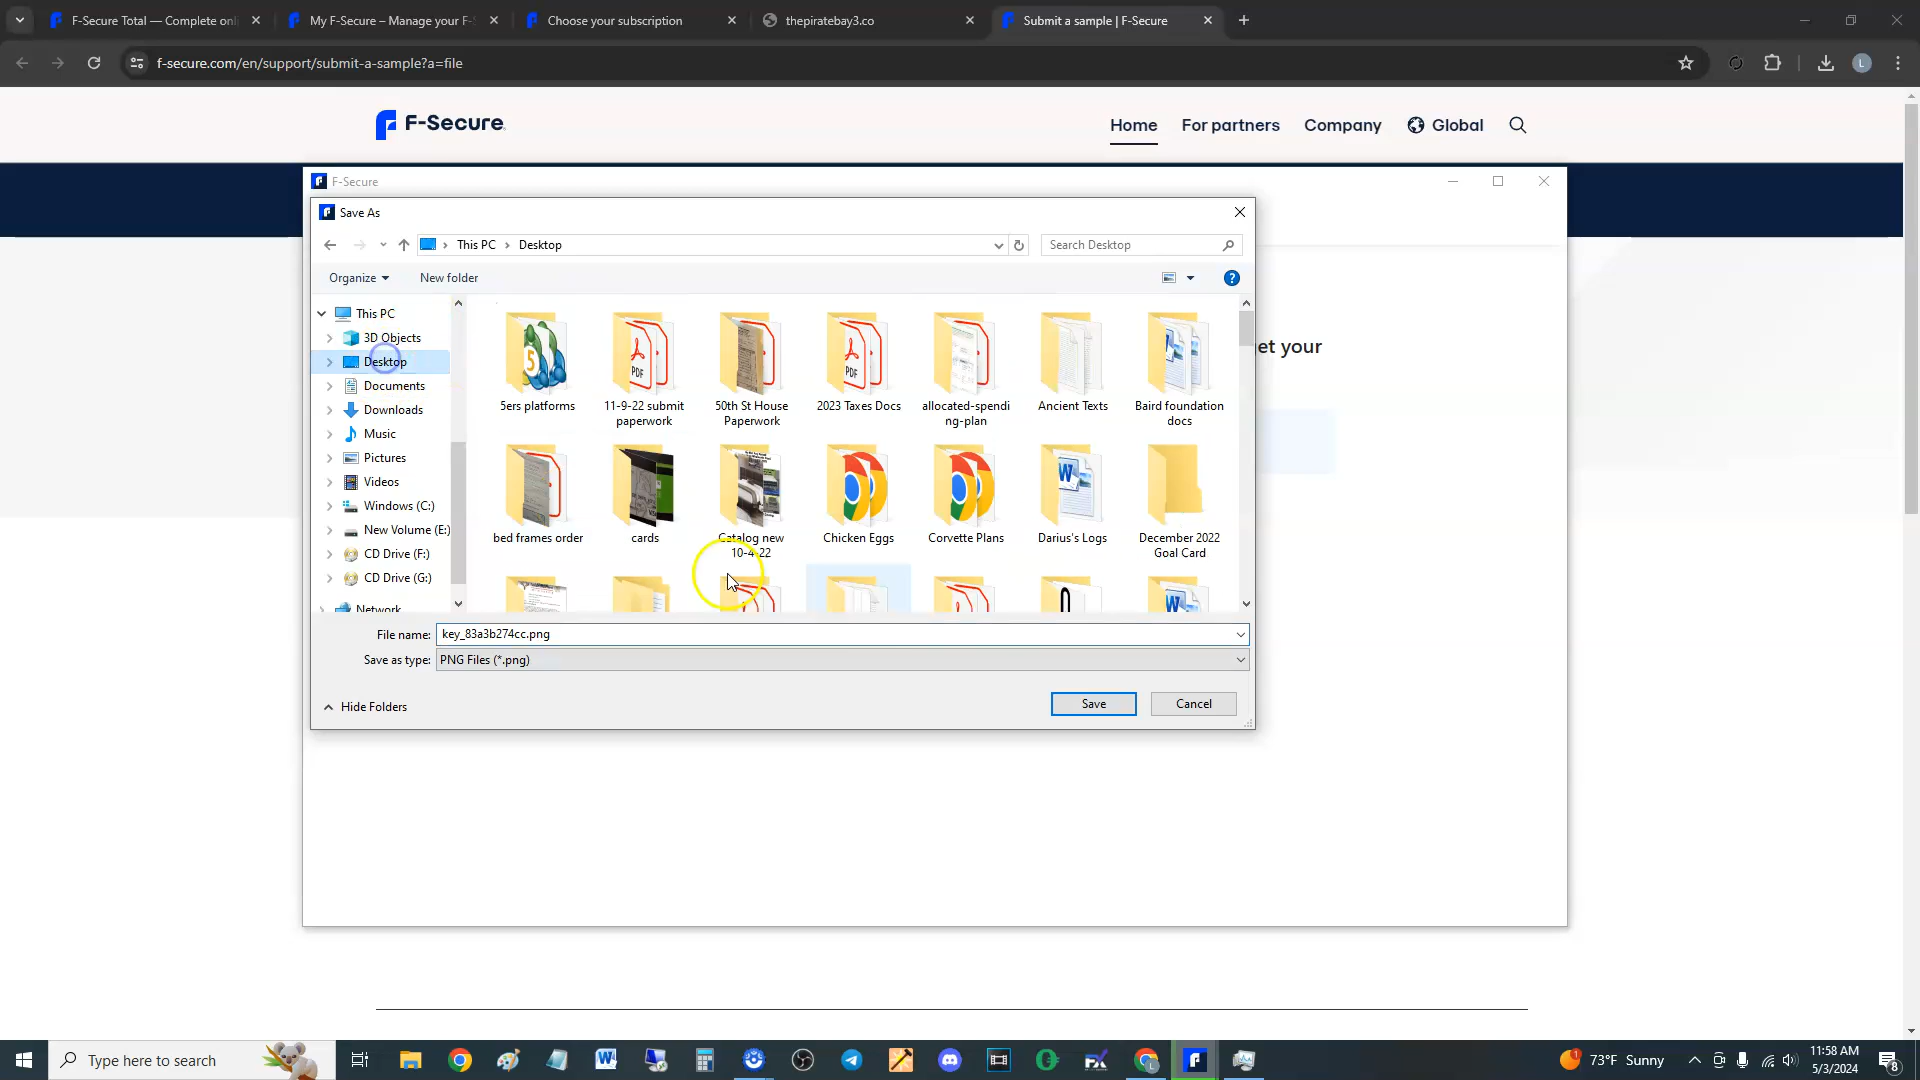 F-Secure Total — Complete onl
My F-Secure – Manage your F-S
Choose your subscription
thepiratebay3.co
Submit a sample | F-Secure
f-secure.com/en/support/submit-a-sample?a=file
L
F-Secure
Home
For partners
Company
Global
F-Secure
Save As
This PC
Desktop
Search Desktop
Organize
New folder
This PC
3D Objects
Desktop
Documents
Downloads
Music
Pictures
Videos
Windows (C:)
New Volume (E:)
CD Drive (F:)
CD Drive (G:)
Network
5ers platforms
11-9-22 submit
paperwork
50th St House
Paperwork
2023 Taxes Docs
allocated-spendi
ng-plan
Ancient Texts
Baird foundation
docs
bed frames order
cards
Catalog new
10-4-22
Chicken Eggs
Corvette Plans
Darius's Logs
December 2022
Goal Card
File name:
key_83a3b274cc.png
Save as type:
PNG Files (*.png)
Hide Folders
Save
Cancel
et your
Type here to search
73°F Sunny
11:58 AM
5/3/2024
8